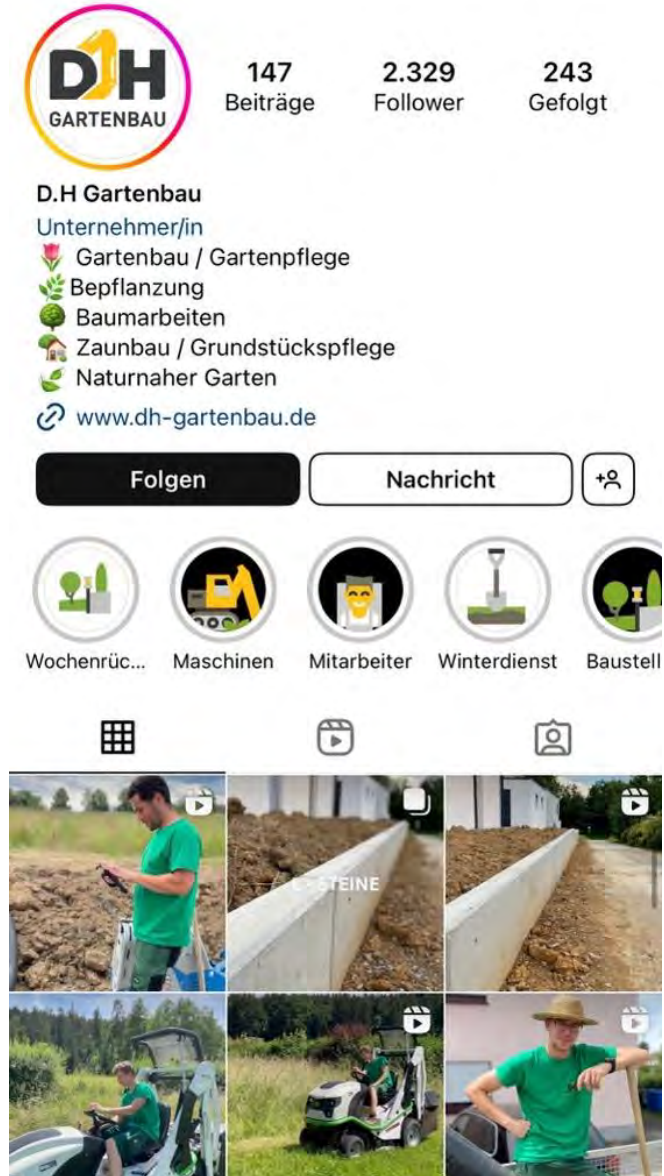 D1H
GARTENBAU
147
Beiträge
2.329
Follower
243
Gefolgt
D.H Gartenbau
Unternehmer/in
Gartenbau / Gartenpflege
Bepflanzung
Baumarbeiten
Zaunbau / Grundstückspflege
Naturnaher Garten
www.dh-gartenbau.de
Folgen
Nachricht
Wochenrüc...
Maschinen
Mitarbeiter
Winterdienst
Baustell
L - STEINE